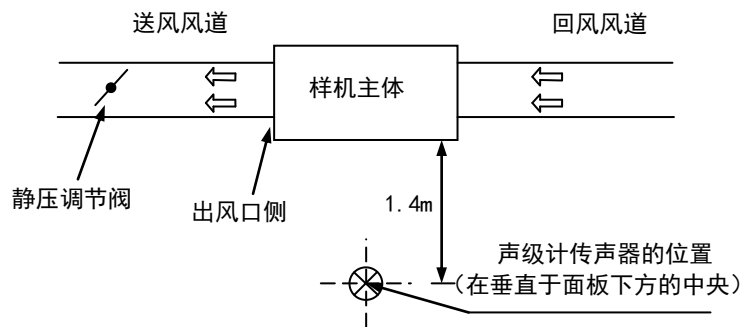 送风风道
回风风道
样机主体
静压调节阀
出风口侧
1.4m
声级计传声器的位置
（在垂直于面板下方的中央）